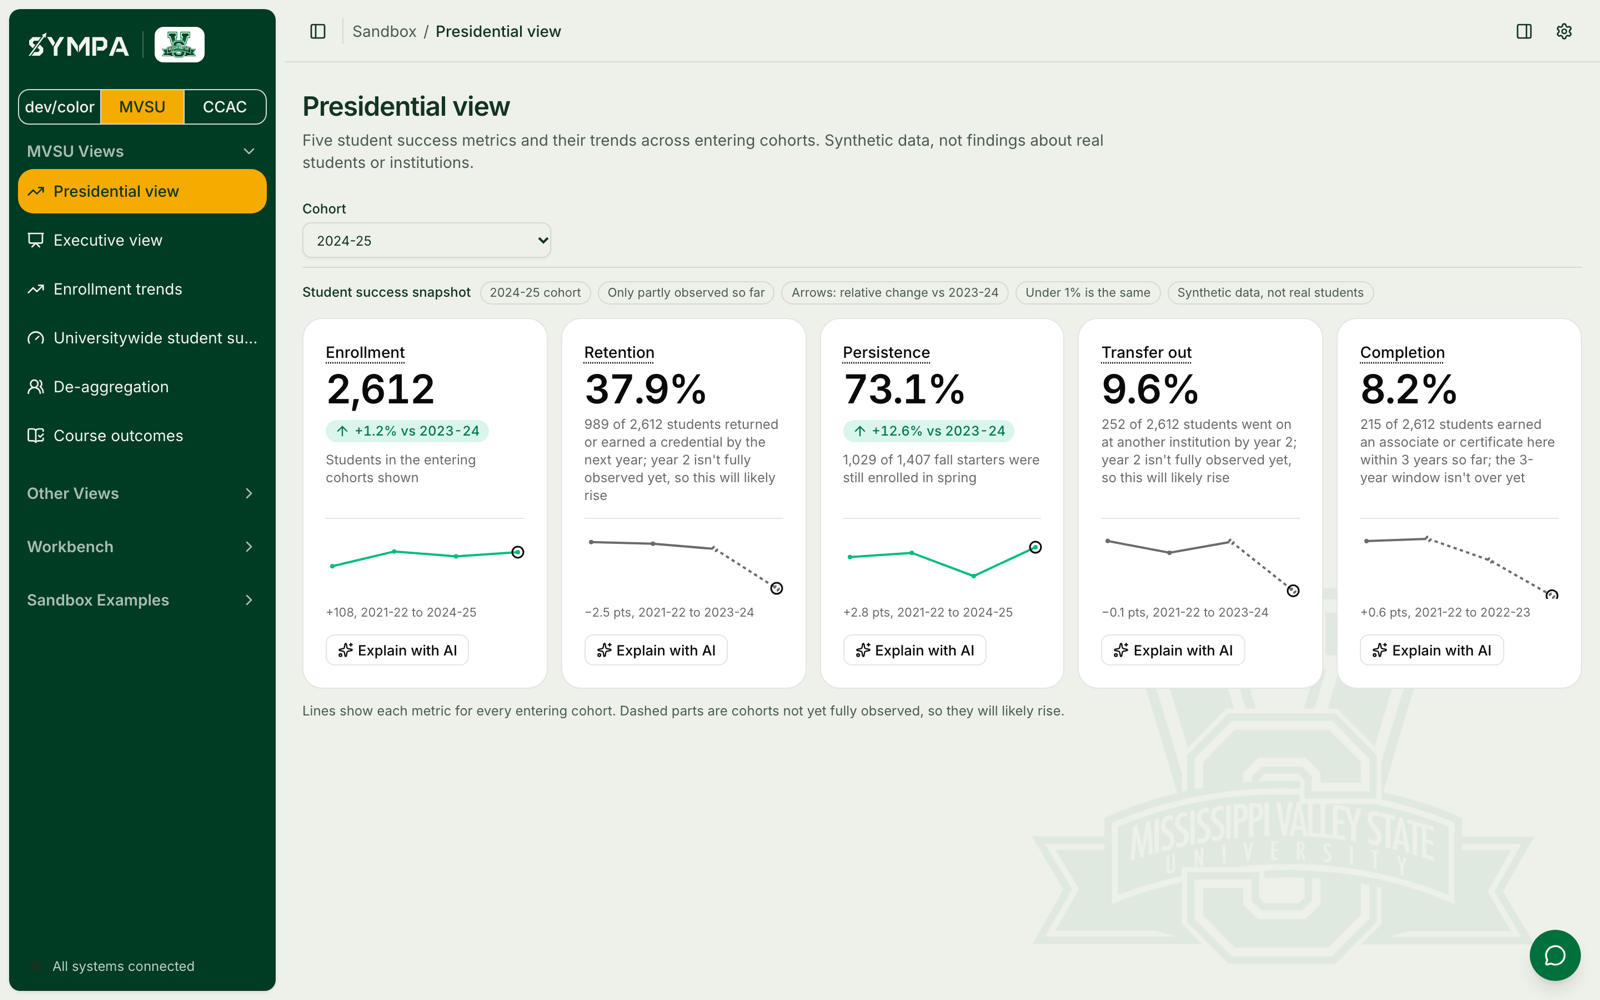 SYMPA
Sandbox / Presidential view
dev/color MVSU CCAC
MVSU Views
Presidential view
Executive view
Enrollment trends
Universitywide student su...
De-aggregation
Course outcomes
Other Views
Workbench
Sandbox Examples
All systems connected
Presidential view
Five student success metrics and their trends across entering cohorts. Synthetic data, not findings about real
students or institutions.
Cohort
2024-25
Student success snapshot 2024-25 cohort Only partly observed so far Arrows: relative change vs 2023-24 Under 1% is the same Synthetic data, not real students
Enrollment
2,612
↑ +1.2% vs 2023-24
Students in the entering
cohorts shown
+108, 2021-22 to 2024-25
Explain with AI
Retention
37.9%
989 of 2,612 students returned
or earned a credential by the
next year; year 2 isn't fully
observed yet, so this will likely
rise
−2.5 pts, 2021-22 to 2023-24
Explain with AI
Persistence
73.1%
↑ +12.6% vs 2023-24
1,029 of 1,407 fall starters were
still enrolled in spring
+2.8 pts, 2021-22 to 2024-25
Explain with AI
Transfer out
9.6%
252 of 2,612 students went on
at another institution by year 2;
year 2 isn't fully observed yet,
so this will likely rise
−0.1 pts, 2021-22 to 2023-24
Explain with AI
Completion
8.2%
215 of 2,612 students earned
an associate or certificate here
within 3 years so far; the 3-
year window isn't over yet
+0.6 pts, 2021-22 to 2022-23
Explain with AI
Lines show each metric for every entering cohort. Dashed parts are cohorts not yet fully observed, so they will likely rise.
MISSISSIPPI VALLEY STATE
UNIVERSITY